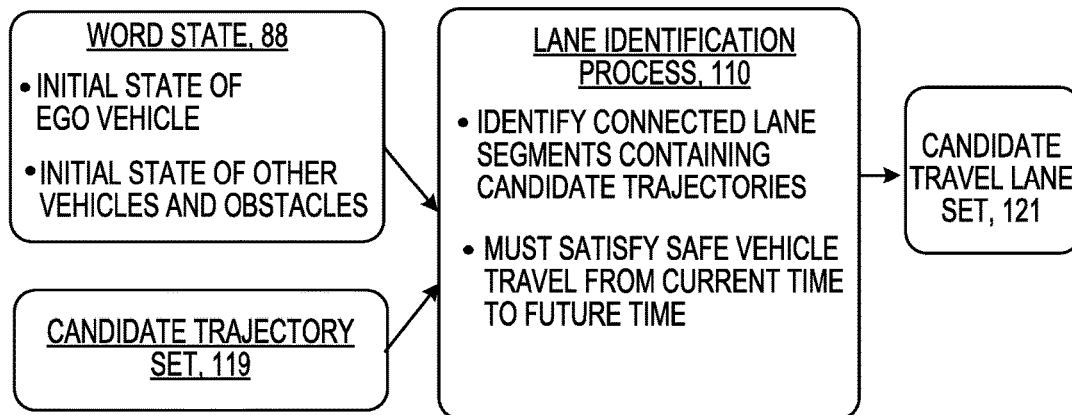 WORD STATE, 88
• INITIAL STATE OF
EGO VEHICLE
• INITIAL STATE OF OTHER
VEHICLES AND OBSTACLES
CANDIDATE TRAJECTORY
SET, 119
LANE IDENTIFICATION
PROCESS, 110
• IDENTIFY CONNECTED LANE
SEGMENTS CONTAINING
CANDIDATE TRAJECTORIES
• MUST SATISFY SAFE VEHICLE
TRAVEL FROM CURRENT TIME
TO FUTURE TIME
CANDIDATE
TRAVEL LANE
SET, 121